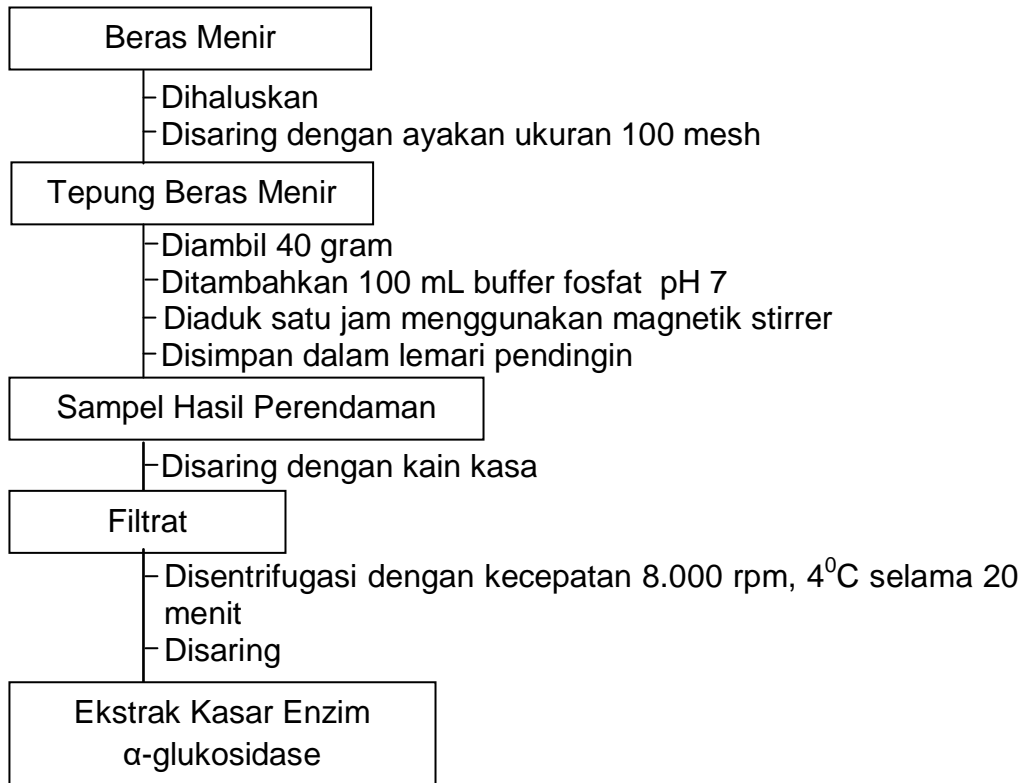 Beras Menir
Dihaluskan
Disaring dengan ayakan ukuran 100 mesh
Tepung Beras Menir
Diambil 40 gram
Ditambahkan 100 mL buffer fosfat  pH 7
Diaduk satu jam menggunakan magnetik stirrer
Disimpan dalam lemari pendingin
Sampel Hasil Perendaman
Disaring dengan kain kasa
Filtrat
Disentrifugasi dengan kecepatan 8.000 rpm, 4⁰C selama 20
menit
Disaring
Ekstrak Kasar Enzim
α-glukosidase